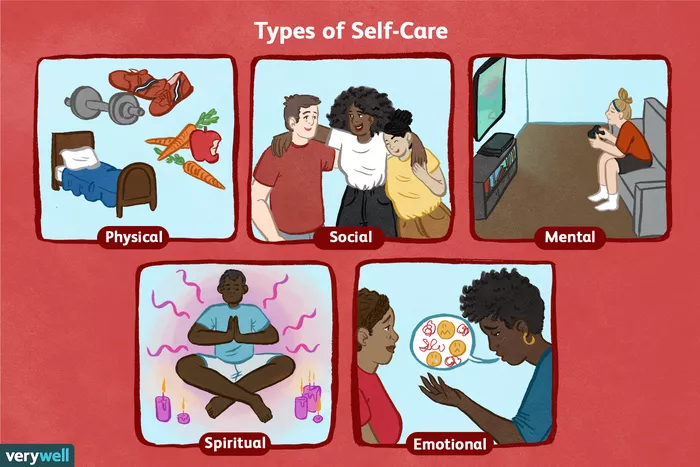 Types of Self-Care
Physical
Social
Mental
Spiritual
Emotional
verywell